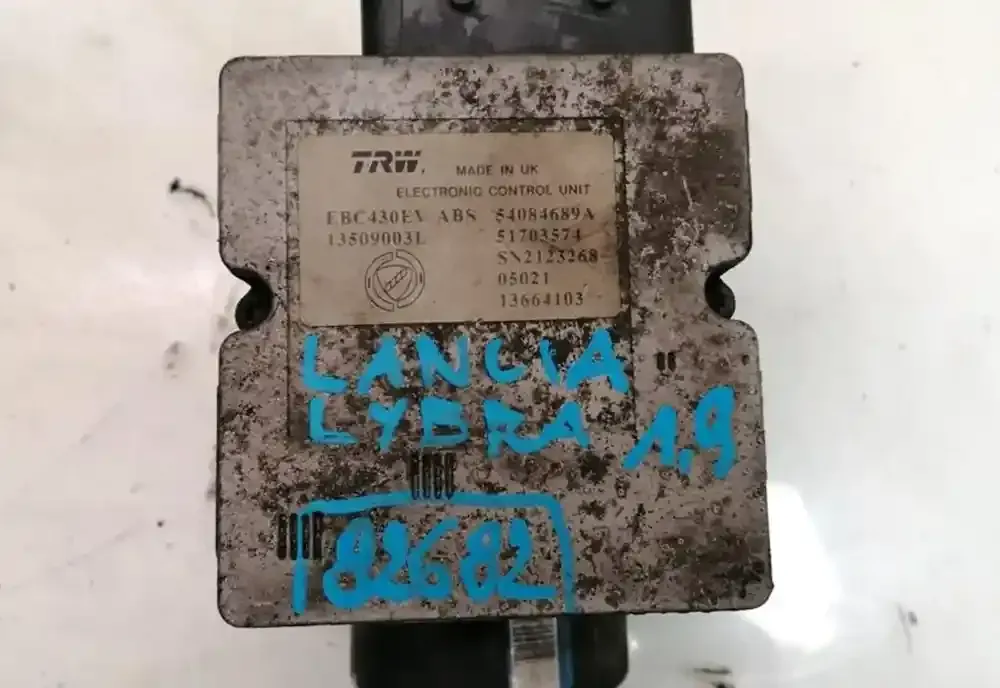 TRW.
MADE IN UK
ELECTRONIC CONTROL UNIT
EBC430EV ABS 54084689A
13509003L 51703574
SN2123268
05021
13664103
LANCIA
LYBRA 1,9
82682